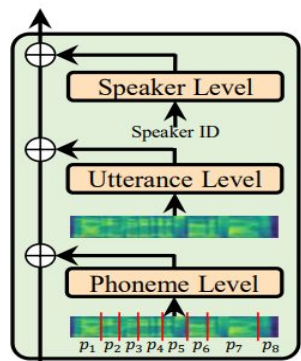 Speaker Level
Speaker ID
Utterance Level
Phoneme Level
p1 p2 p3 p4 p5 p6 p7 p8